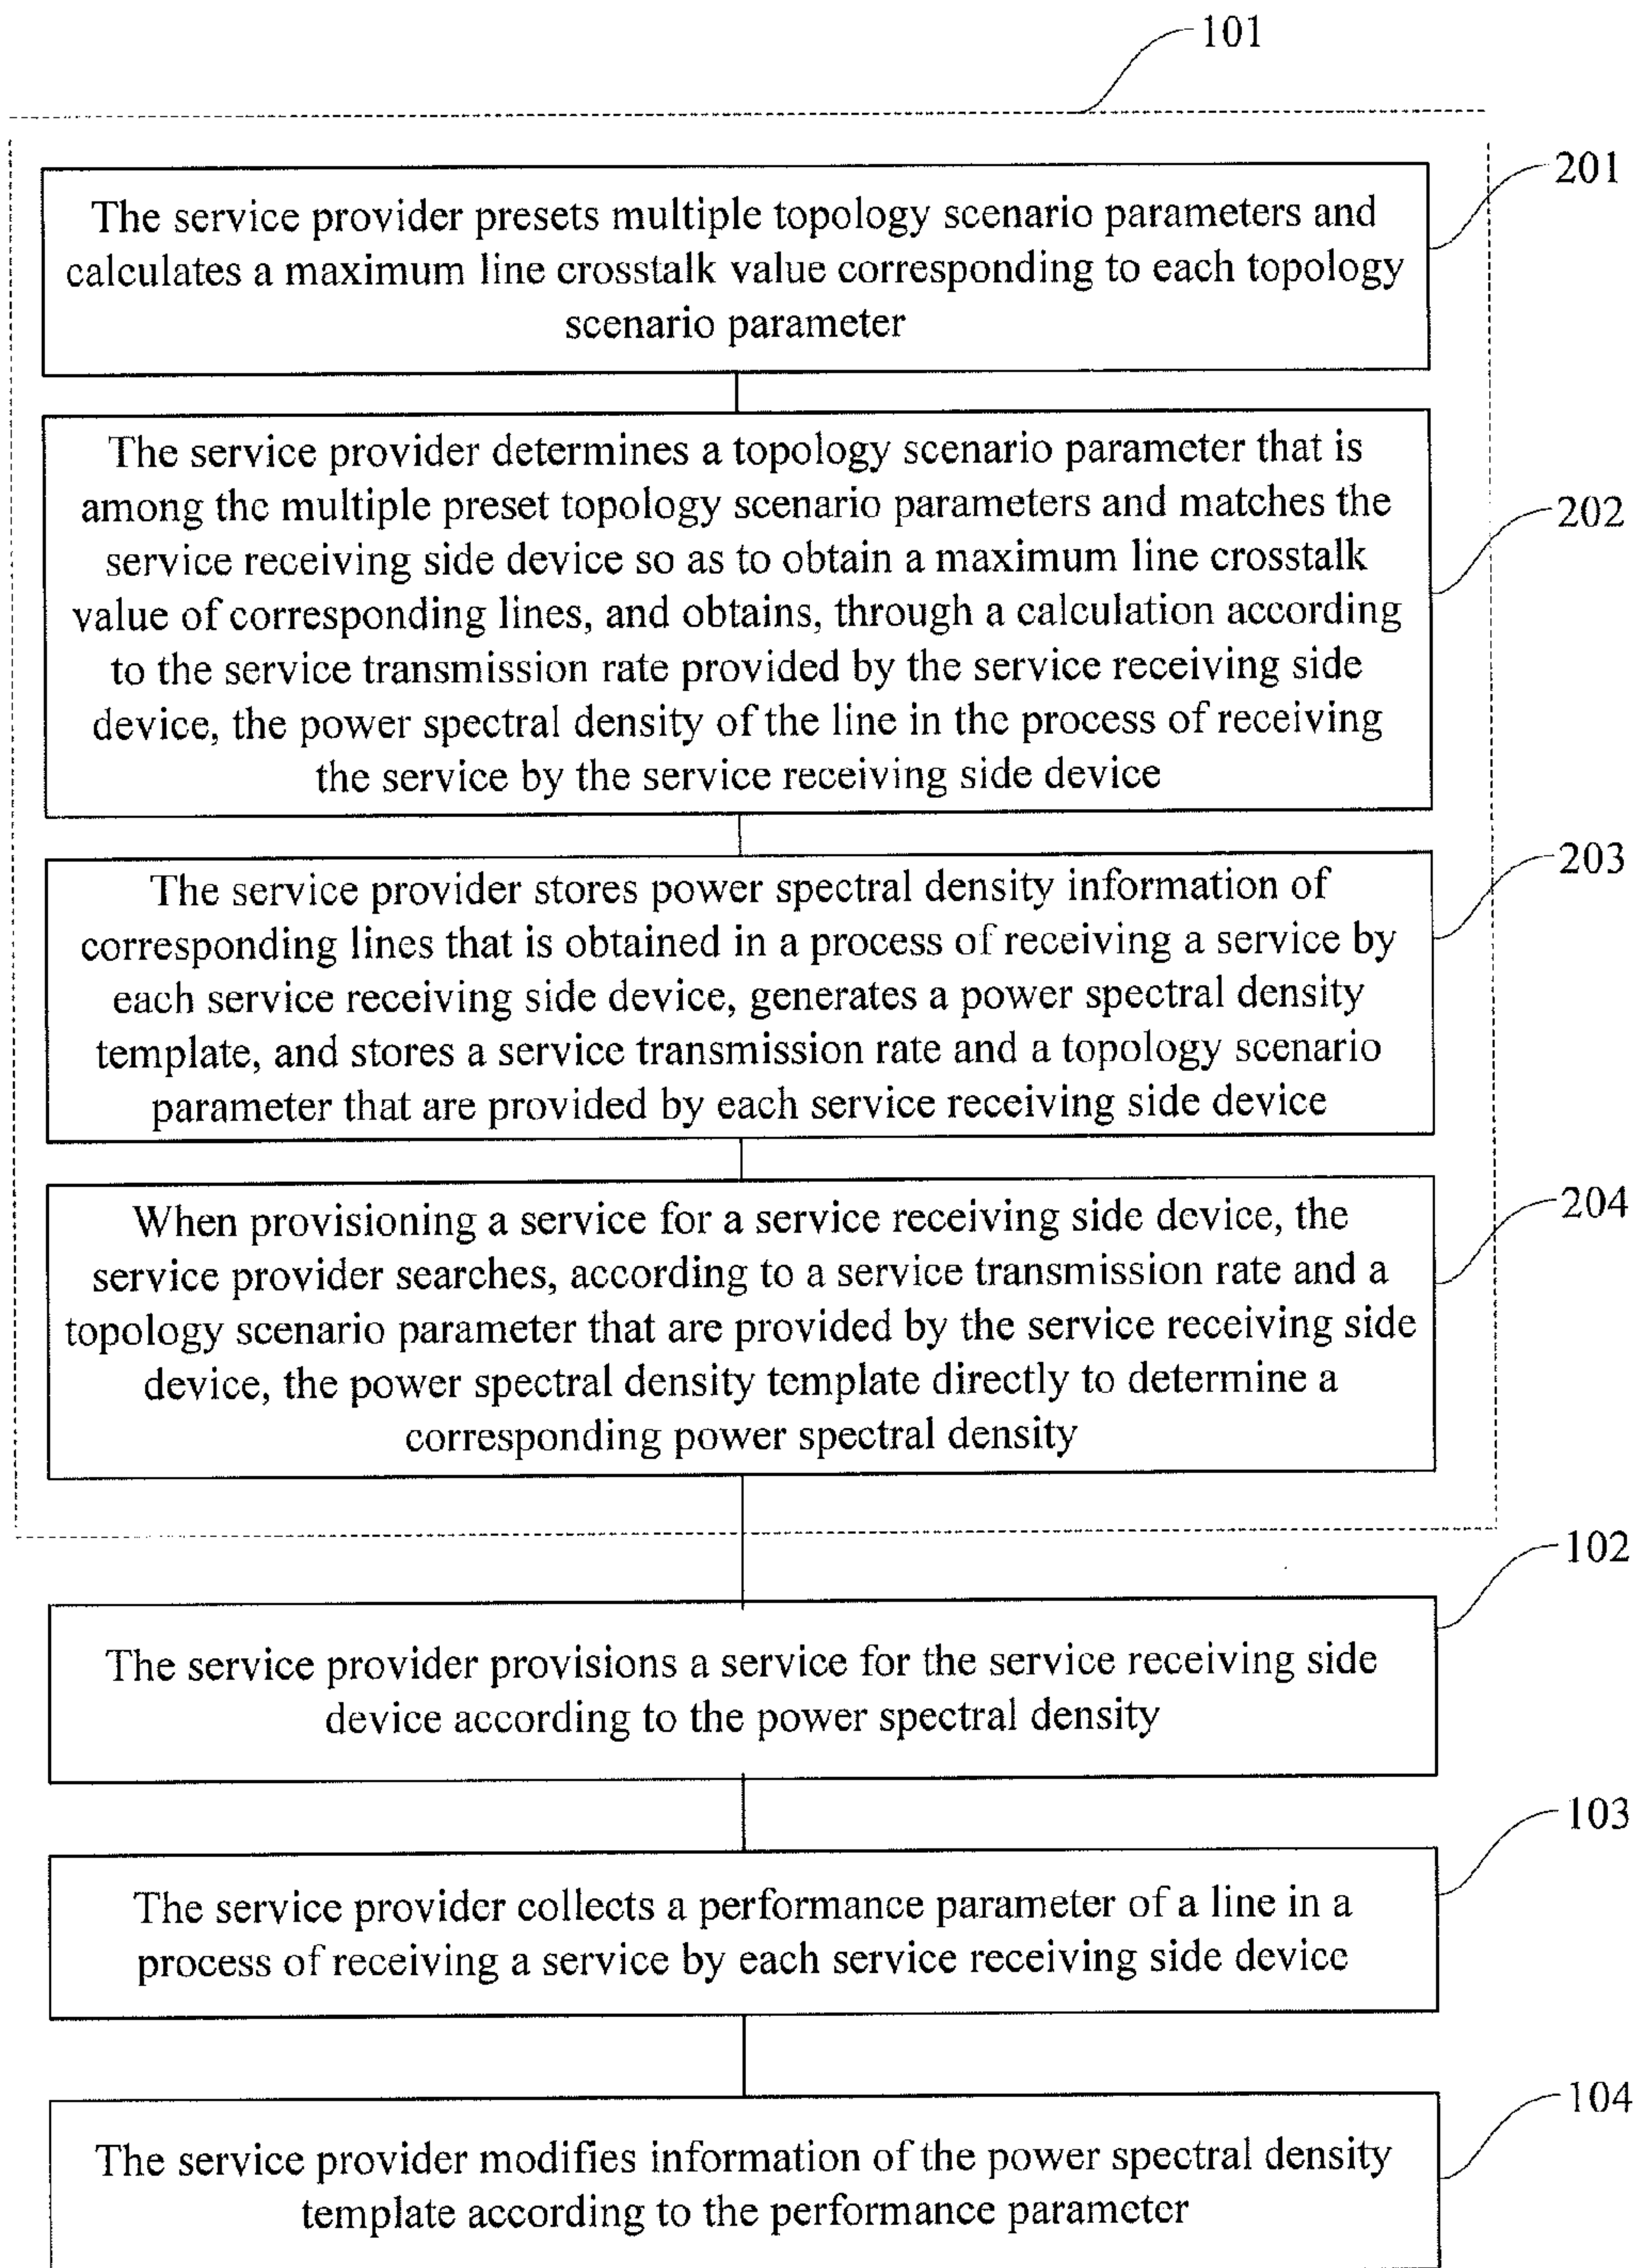 101
201
The service provider presets multiple topology scenario parameters and
calculates a maximum line crosstalk value corresponding to each topology
scenario parameter
The service provider determines a topology scenario parameter that is
among the multiple preset topology scenario parameters and matches the
service receiving side device so as to obtain a maximum line crosstalk
value of corresponding lines, and obtains, through a calculation according
to the service transmission rate provided by the service receiving side
device, the power spectral density of the line in the process of receiving
the service by the service receiving side device
202
The service provider stores power spectral density information of
corresponding lines that is obtained in a process of receiving a service by
each service receiving side device, generates a power spectral density
template, and stores a service transmission rate and a topology scenario
parameter that are provided by each service receiving side device
203
When provisioning a service for a service receiving side device, the
service provider searches, according to a service transmission rate and a
topology scenario parameter that are provided by the service receiving side
device, the power spectral density template directly to determine a
corresponding power spectral density
204
102
The service provider provisions a service for the service receiving side
device according to the power spectral density
103
The service provider collects a performance parameter of a line in a
process of receiving a service by each service receiving side device
104
The service provider modifies information of the power spectral density
template according to the performance parameter